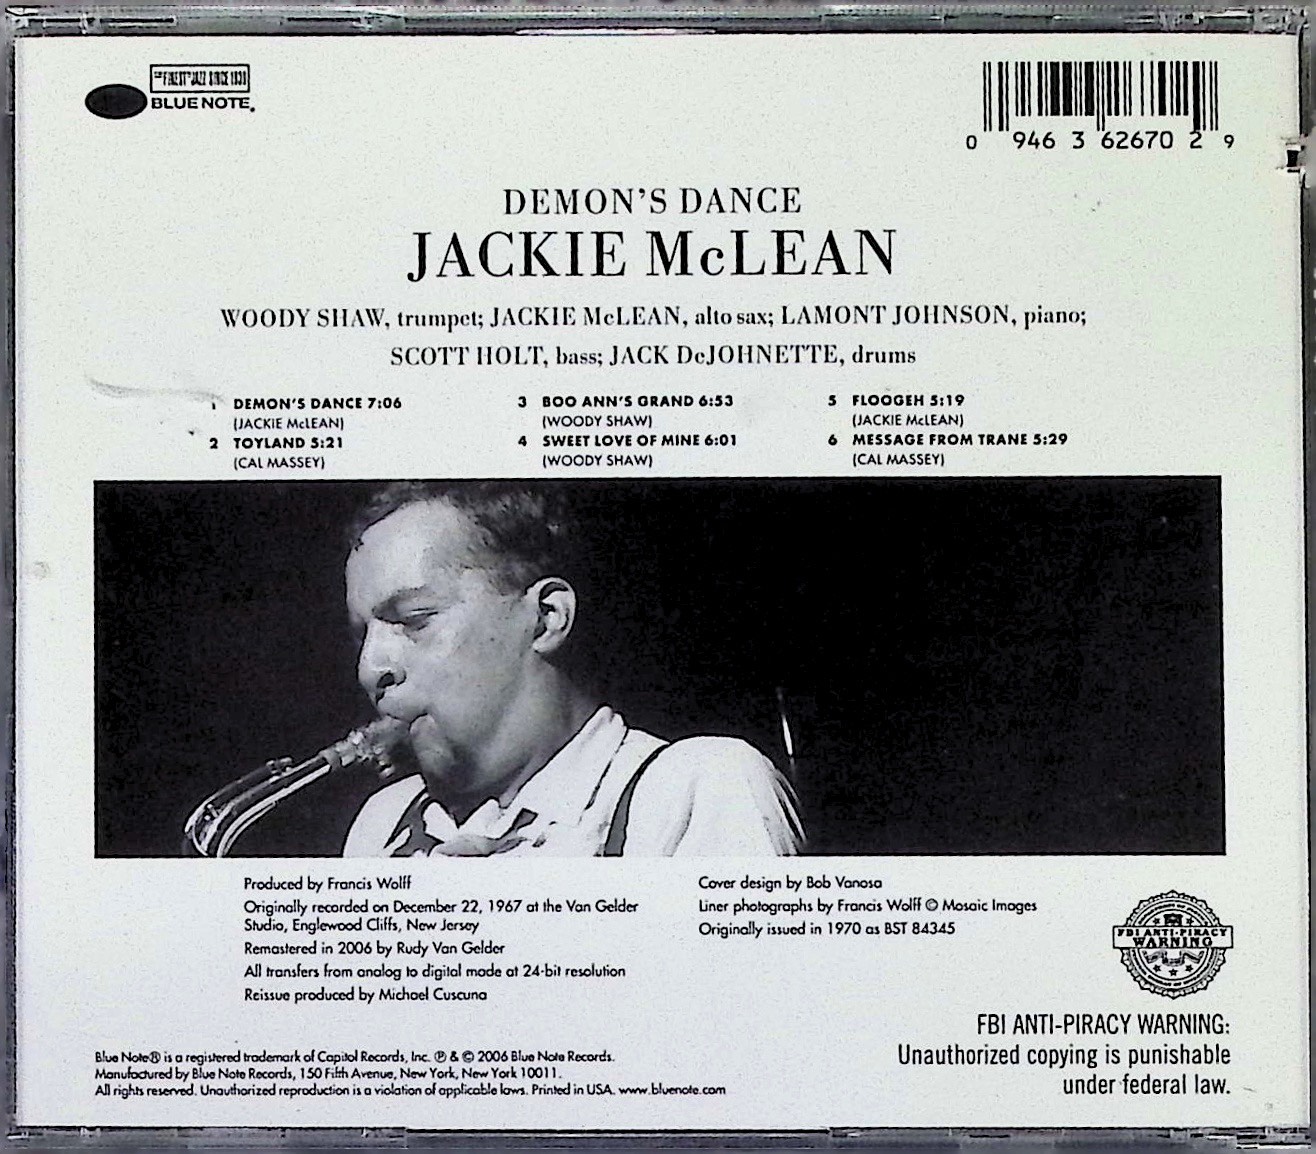 "THE FINEST" JAZZ SINCE 1939
BLUE NOTE®
0 946 3 62670 2 9
DEMON'S DANCE
JACKIE McLEAN
WOODY SHAW, trumpet; JACKIE McLEAN, alto sax; LAMONT JOHNSON, piano;
SCOTT HOLT, bass; JACK DeJOHNETTE, drums
1 DEMON'S DANCE 7:06
(JACKIE McLEAN)
2 TOYLAND 5:21
(CAL MASSEY)
3 BOO ANN'S GRAND 6:53
(WOODY SHAW)
4 SWEET LOVE OF MINE 6:01
(WOODY SHAW)
5 FLOOGEH 5:19
(JACKIE McLEAN)
6 MESSAGE FROM TRANE 5:29
(CAL MASSEY)
Produced by Francis Wolff
Originally recorded on December 22, 1967 at the Van Gelder
Studio, Englewood Cliffs, New Jersey
Remastered in 2006 by Rudy Van Gelder
All transfers from analog to digital made at 24-bit resolution
Reissue produced by Michael Cuscuna
Cover design by Bob Vanosa
Liner photographs by Francis Wolff © Mosaic Images
Originally issued in 1970 as BST 84345
FBI ANTI-PIRACY
WARNING
FBI ANTI-PIRACY WARNING:
Unauthorized copying is punishable
under federal law.
Blue Note® is a registered trademark of Capitol Records, Inc. ℗ & © 2006 Blue Note Records.
Manufactured by Blue Note Records, 150 Fifth Avenue, New York, New York 10011.
All rights reserved. Unauthorized reproduction is a violation of applicable laws. Printed in USA. www.bluenote.com